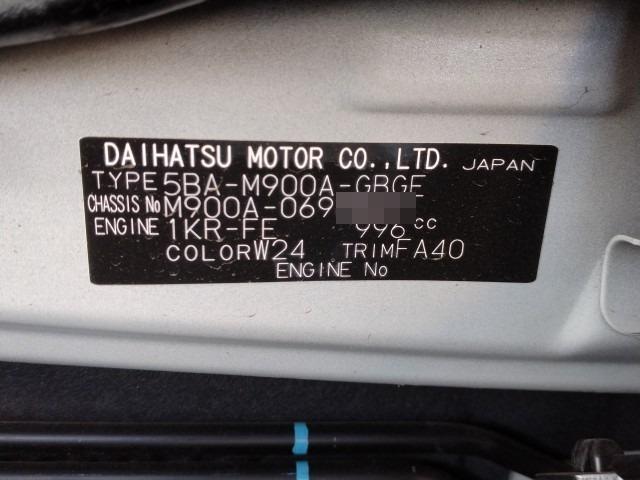 DAIHATSU MOTOR CO.,LTD. JAPAN
TYPE 5BA-M900A-GBGE
CHASSIS No M900A-069
ENGINE 1KR-FE 996 cc
COLOR W24 TRIM FA40
ENGINE No